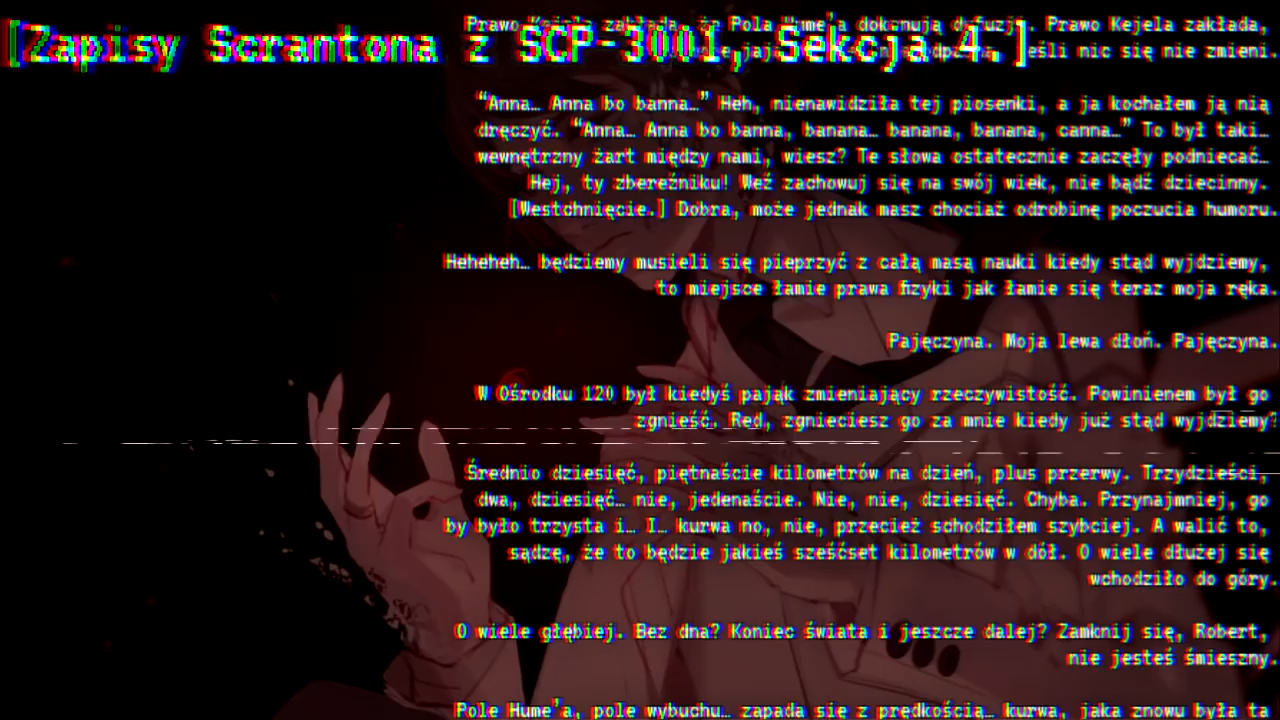 [Zapisy Scrantona z SCP-3001, Sekcja 4.]
Prawo Kejela zakłada, że Pola Hume'a dokonują dyfuzji. Prawo Kejela zakłada,
jeśli nic się nie zmieni.
“Anna… Anna bo banna…” Heh, nienawidziła tej piosenki, a ja kochałem ją nią
dręczyć. “Anna… Anna bo banna, banana… banana, banana, canna…” To był taki…
wewnętrzny żart między nami, wiesz? Te słowa ostatecznie zaczęły podniecać…
Hej, ty zbereźniku! Weź zachowuj się na swój wiek, nie bądź dziecinny.
[Westchnięcie.] Dobra, może jednak masz chociaż odrobinę poczucia humoru.
Heheheh… będziemy musieli się pieprzyć z całą masą nauki kiedy stąd wyjdziemy,
to miejsce łamie prawa fizyki jak łamie się teraz moja ręka.
Pajęczyna. Moja lewa dłoń. Pajęczyna.
W Ośrodku 120 był kiedyś pająk zmieniający rzeczywistość. Powinienem był go
zgnieść. Red, zgnieciesz go za mnie kiedy już stąd wyjdziemy?
Średnio dziesięć, piętnaście kilometrów na dzień, plus przerwy. Trzydzieści,
dwa, dziesięć… nie, jedenaście. Nie, nie, dziesięć. Chyba. Przynajmniej, go
by było trzysta i… I… kurwa no, nie, przecież schodziłem szybciej. A walić to,
sądzę, że to będzie jakieś sześćset kilometrów w dół. O wiele dłużej się
wchodziło do góry.
O wiele głębiej. Bez dna? Koniec świata i jeszcze dalej? Zamknij się, Robert,
nie jesteś śmieszny.
Pole Hume'a, pole wybuchu… zapada się z prędkością… kurwa, jaka znowu była ta